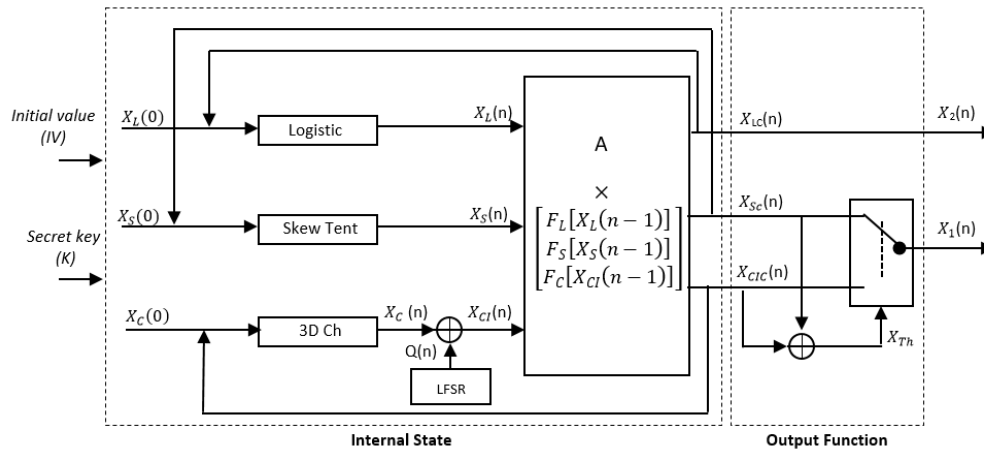 Initial value
(IV)
Secret key
(K)
X_L(0)
Logistic
X_L(n)
X_S(0)
Skew Tent
X_S(n)
X_C(0)
3D Ch
X_C (n)
X_CI(n)
Q(n)
LFSR
A
×
[F_L[X_L(n − 1)]]
[F_S[X_S(n − 1)]]
[F_C[X_CI(n − 1)]]
X_LC(n)
X_2(n)
X_Sc(n)
X_1(n)
X_CIC(n)
X_Th
Internal State
Output Function